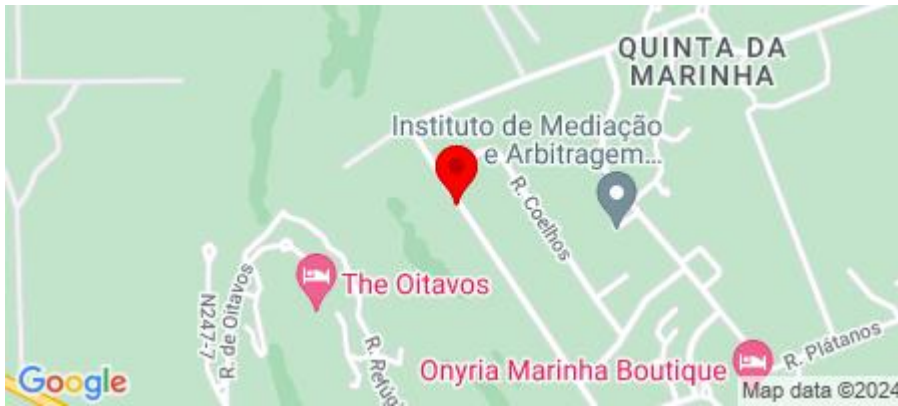 QUINTA DA
MARINHA
Instituto de Mediação
e Arbitragem...
R. Coelhos
The Oitavos
N247-7
R. de Oitavos
R. Refúgi
Onyria Marinha Boutique
R. Plátanos
Google
Map data ©2024